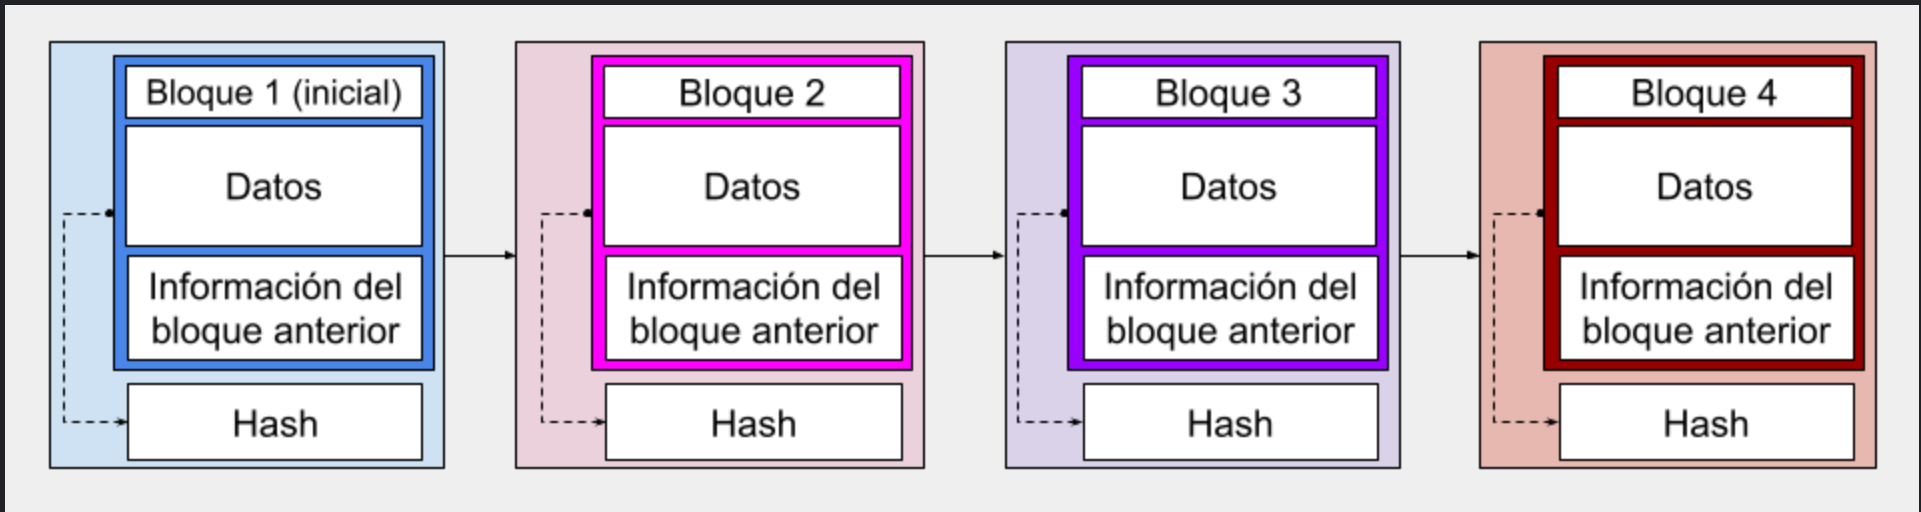 Bloque 1 (inicial)
Datos
Información del
bloque anterior
Hash
Bloque 2
Datos
Información del
bloque anterior
Hash
Bloque 3
Datos
Información del
bloque anterior
Hash
Bloque 4
Datos
Información del
bloque anterior
Hash